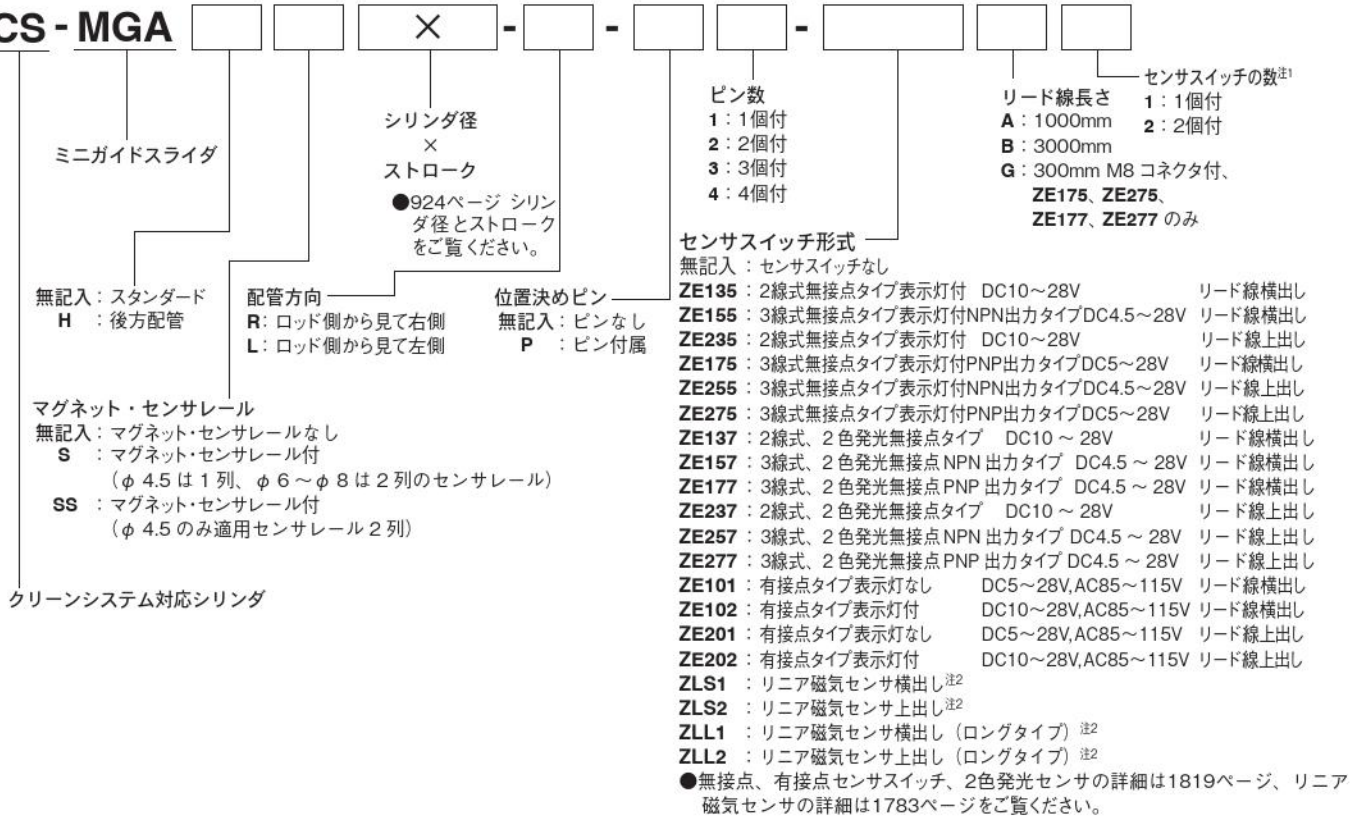 CS - MGA × - - -
センサスイッチの数注1
1：1個付
2：2個付
リード線長さ
A：1000mm
B：3000mm
G：300mm M8 コネクタ付、
ZE175、ZE275、
ZE177、ZE277 のみ
ピン数
1：1個付
2：2個付
3：3個付
4：4個付
シリンダ径
×
ストローク
●924ページ シリン
ダ径とストローク
をご覧ください。
ミニガイドスライダ
無記入：スタンダード
H ：後方配管
配管方向
R：ロッド側から見て右側
L：ロッド側から見て左側
位置決めピン
無記入：ピンなし
P ：ピン付属
マグネット・センサレール
無記入：マグネット・センサレールなし
S ：マグネット・センサレール付
（φ 4.5 は 1 列、φ 6～φ 8 は 2 列のセンサレール）
SS ：マグネット・センサレール付
（φ 4.5 のみ適用センサレール 2 列）
クリーンシステム対応シリンダ
センサスイッチ形式
無記入：センサスイッチなし
ZE135：2線式無接点タイプ表示灯付 DC10～28V リード線横出し
ZE155：3線式無接点タイプ表示灯付NPN出力タイプDC4.5～28V リード線横出し
ZE235：2線式無接点タイプ表示灯付 DC10～28V リード線上出し
ZE175：3線式無接点タイプ表示灯付PNP出力タイプDC5～28V リード線横出し
ZE255：3線式無接点タイプ表示灯付NPN出力タイプDC4.5～28V リード線上出し
ZE275：3線式無接点タイプ表示灯付PNP出力タイプDC5～28V リード線上出し
ZE137：2線式、2 色発光無接点タイプ DC10 ～ 28V リード線横出し
ZE157：3線式、2 色発光無接点 NPN 出力タイプ DC4.5 ～ 28V リード線横出し
ZE177：3線式、2 色発光無接点 PNP 出力タイプ DC4.5 ～ 28V リード線横出し
ZE237：2線式、2 色発光無接点タイプ DC10 ～ 28V リード線上出し
ZE257：3線式、2 色発光無接点 NPN 出力タイプ DC4.5 ～ 28V リード線上出し
ZE277：3線式、2 色発光無接点 PNP 出力タイプ DC4.5 ～ 28V リード線上出し
ZE101：有接点タイプ表示灯なし DC5～28V,AC85～115V リード線横出し
ZE102：有接点タイプ表示灯付 DC10～28V,AC85～115V リード線横出し
ZE201：有接点タイプ表示灯なし DC5～28V,AC85～115V リード線上出し
ZE202：有接点タイプ表示灯付 DC10～28V,AC85～115V リード線上出し
ZLS1 ：リニア磁気センサ横出し注2
ZLS2 ：リニア磁気センサ上出し注2
ZLL1 ：リニア磁気センサ横出し（ロングタイプ）注2
ZLL2 ：リニア磁気センサ上出し（ロングタイプ）注2
●無接点、有接点センサスイッチ、2色発光センサの詳細は1819ページ、リニア
磁気センサの詳細は1783ページをご覧ください。